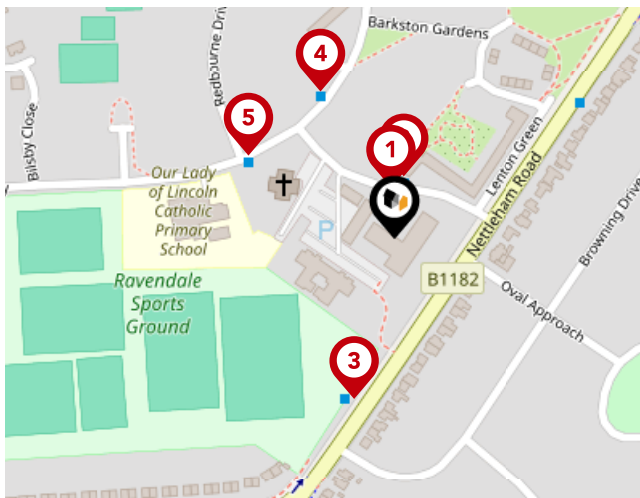 Barkston Gardens
Redbourne Driv
4
Bilsby Close
5
1
Lenton Green
Nettleham Road
Our Lady
of Lincoln
Catholic
Primary
School
P
Browning Drive
B1182
Ravendale
Sports
Ground
Oval Approach
3